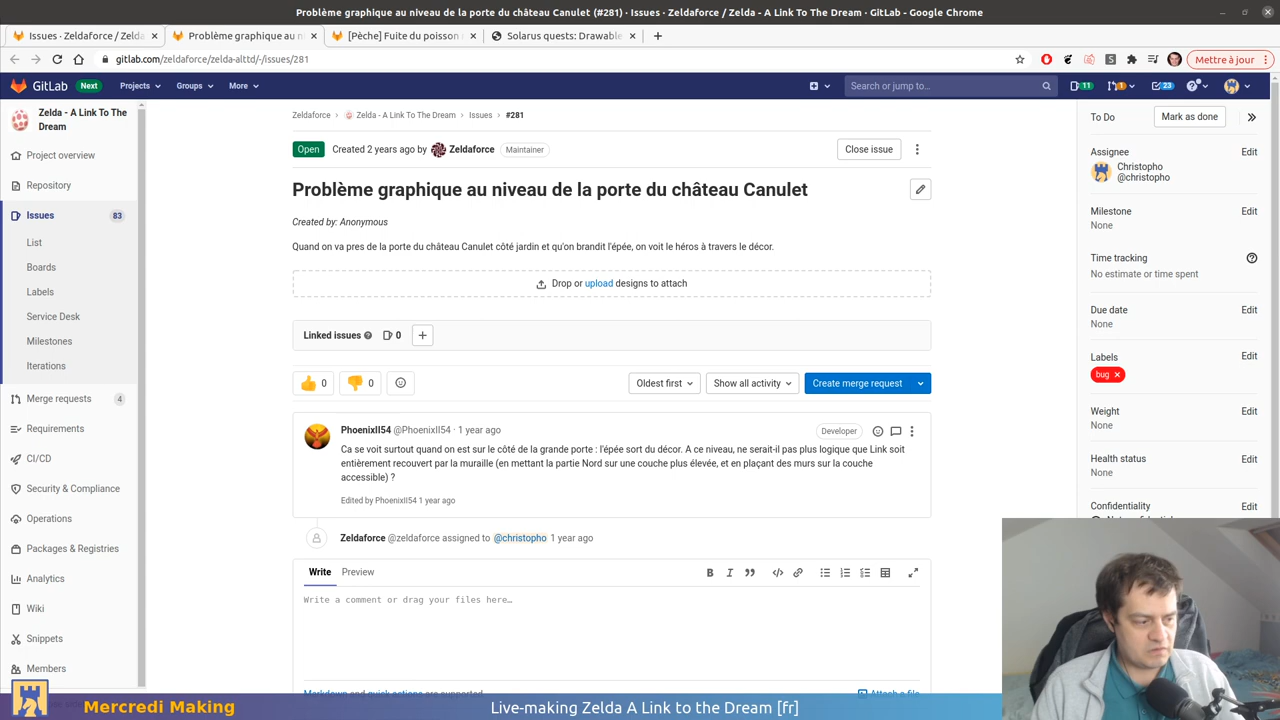 Problème graphique au niveau de la porte du château Canulet (#281) · Issues · Zeldaforce / Zelda - A Link To The Dream · GitLab - Google Chrome
Issues · Zeldaforce / Zelda
Problème graphique au ni
[Pèche] Fuite du poisson
Solarus quests: Drawable
gitlab.com/zeldaforce/zelda-alttd/-/issues/281
Mettre à jour
GitLab Next Projects Groups More Search or jump to... 11 1 23
Zelda - A Link To The Dream
Project overview
Repository
Issues 83
List
Boards
Labels
Service Desk
Milestones
Iterations
Merge requests 4
Requirements
CI/CD
Security & Compliance
Operations
Packages & Registries
Analytics
Wiki
Snippets
Members
Zeldaforce › Zelda - A Link To The Dream › Issues › #281
Open Created 2 years ago by Zeldaforce Maintainer Close issue
Problème graphique au niveau de la porte du château Canulet
Created by: Anonymous
Quand on va pres de la porte du château Canulet côté jardin et qu'on brandit l'épée, on voit le héros à travers le décor.
Drop or upload designs to attach
Linked issues 0
0 0 Oldest first Show all activity Create merge request
PhoenixII54 @PhoenixII54 · 1 year ago Developer
Ca se voit surtout quand on est sur le côté de la grande porte : l'épée sort du décor. A ce niveau, ne serait-il pas plus logique que Link soit
entièrement recouvert par la muraille (en mettant la partie Nord sur une couche plus élevée, et en plaçant des murs sur la couche
accessible) ?
Edited by PhoenixII54 1 year ago
Zeldaforce @zeldaforce assigned to @christopho 1 year ago
Write Preview
Write a comment or drag your files here…
Markdown and quick actions are supported
Attach a file
To Do Mark as done
Assignee Edit
Christopho
@christopho
Milestone Edit
None
Time tracking
No estimate or time spent
Due date Edit
None
Labels Edit
bug
Weight Edit
None
Health status Edit
None
Confidentiality Edit
Mercredi Making
Live-making Zelda A Link to the Dream [fr]